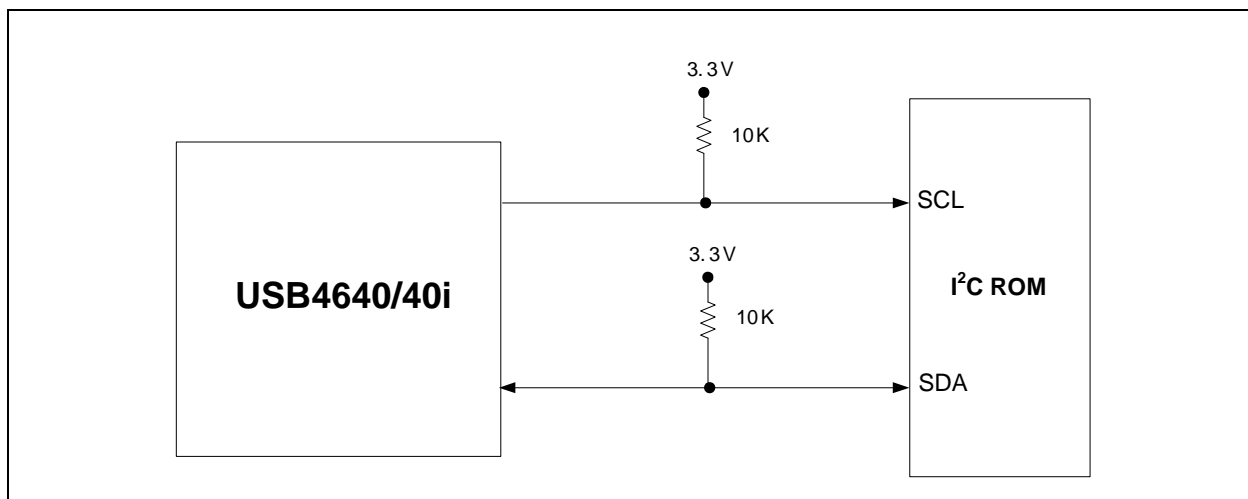 3.3V
10K
SCL
3.3V
USB4640/40i
10K
I²C ROM
SDA